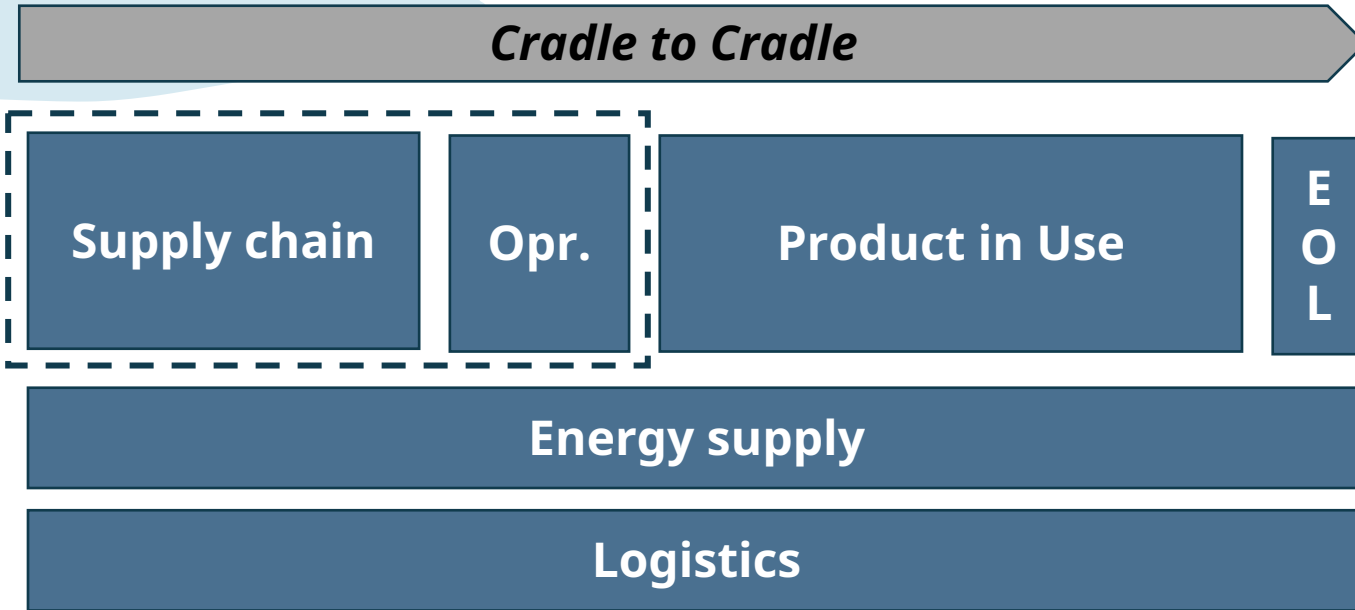 Cradle to Cradle
Supply chain
Opr.
Product in Use
E
O
L
Energy supply
Logistics